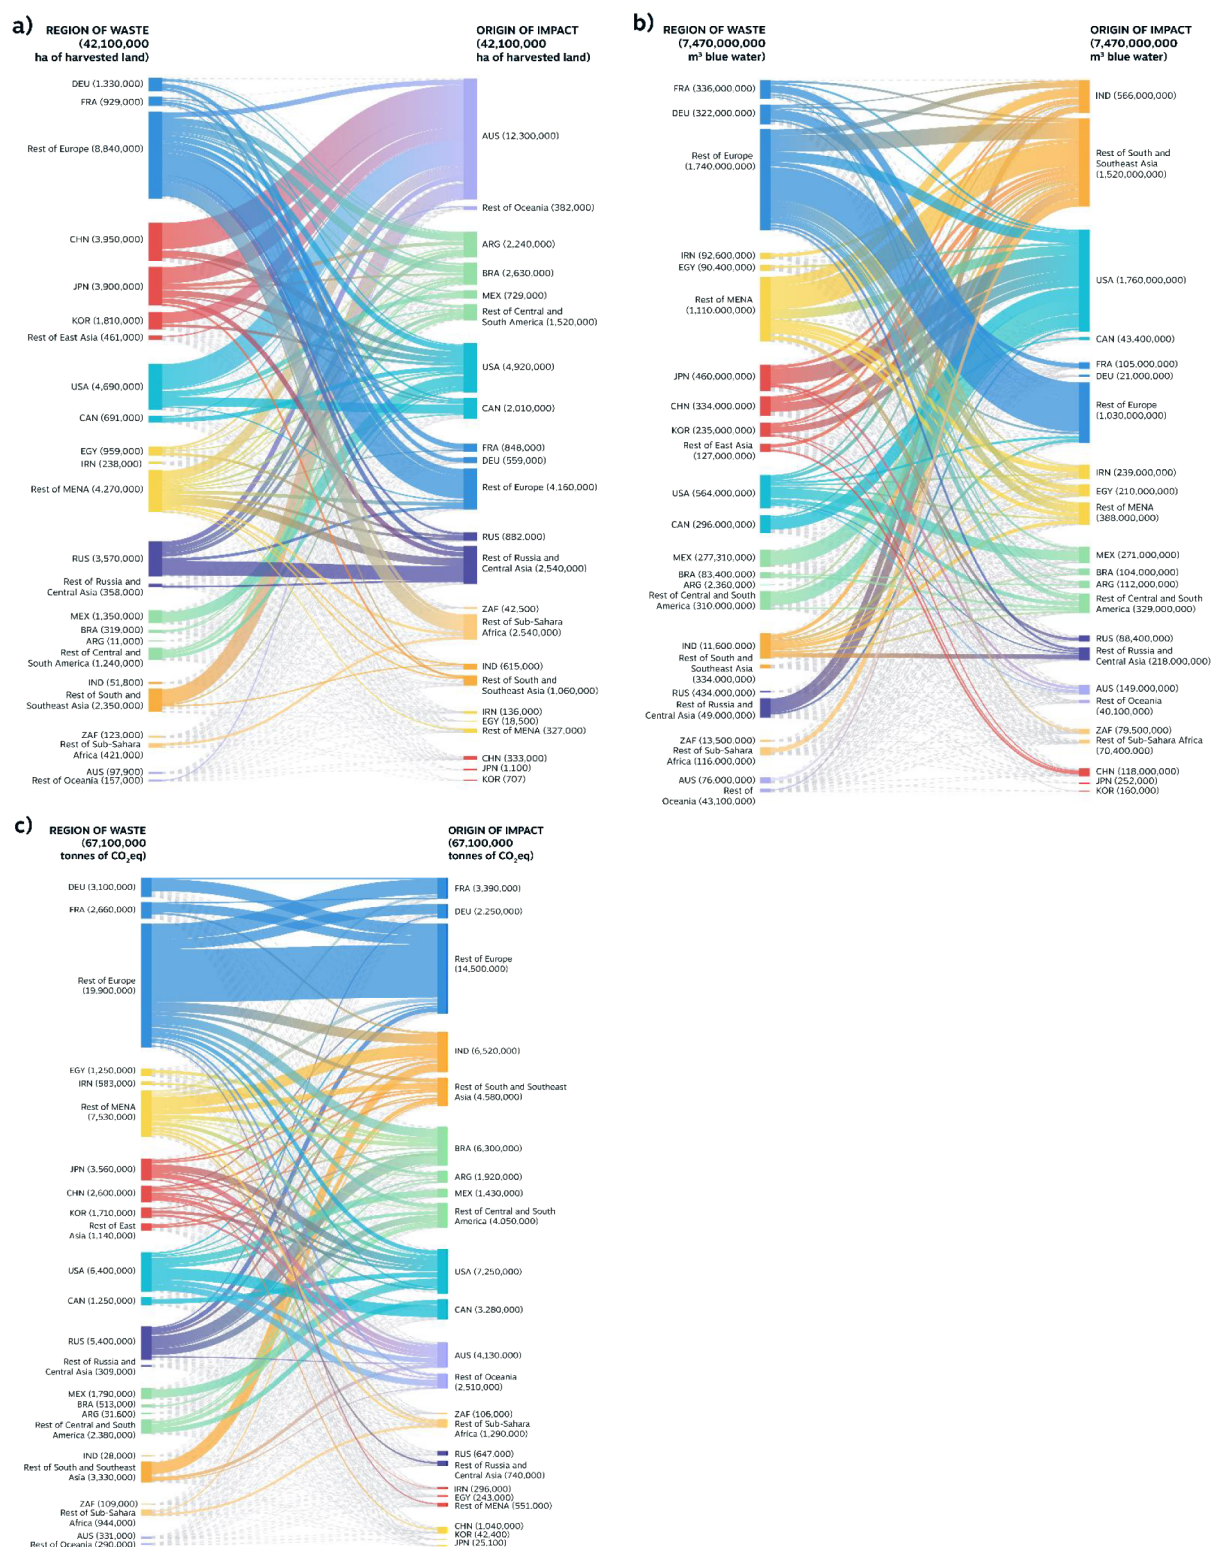 a)
REGION OF WASTE
(42,100,000
ha of harvested land)
DEU (1,330,000)
FRA (929,000)
Rest of Europe (8,840,000)
CHN (3,950,000)
JPN (3,900,000)
KOR (1,810,000)
Rest of East Asia (461,000)
USA (4,690,000)
CAN (691,000)
EGY (959,000)
IRN (238,000)
Rest of MENA (4,270,000)
RUS (3,570,000)
Rest of Russia and
Central Asia (358,000)
MEX (1,350,000)
BRA (319,000)
ARG (11,000)
Rest of Central and
South America (1,240,000)
IND (51,800)
Rest of South and
Southeast Asia (2,350,000)
ZAF (123,000)
Rest of Sub-Sahara
Africa (421,000)
AUS (97,900)
Rest of Oceania (157,000)
ORIGIN OF IMPACT
(42,100,000
ha of harvested land)
AUS (12,300,000)
Rest of Oceania (382,000)
ARG (2,240,000)
BRA (2,630,000)
MEX (729,000)
Rest of Central and
South America (1,520,000)
USA (4,920,000)
CAN (2,010,000)
FRA (848,000)
DEU (559,000)
Rest of Europe (4,160,000)
RUS (882,000)
Rest of Russia and
Central Asia (2,540,000)
ZAF (42,500)
Rest of Sub-Sahara
Africa (2,540,000)
IND (615,000)
Rest of South and
Southeast Asia (1,060,000)
IRN (136,000)
EGY (18,500)
Rest of MENA (327,000)
CHN (333,000)
JPN (1,100)
KOR (707)
b)
REGION OF WASTE
(7,470,000,000
m³ blue water)
FRA (336,000,000)
DEU (322,000,000)
Rest of Europe
(1,740,000,000)
IRN (92,600,000)
EGY (90,400,000)
Rest of MENA
(1,110,000,000)
JPN (460,000,000)
CHN (334,000,000)
KOR (235,000,000)
Rest of East Asia
(127,000,000)
USA (564,000,000)
CAN (296,000,000)
MEX (277,310,000)
BRA (83,400,000)
ARG (2,360,000)
Rest of Central and South
America (310,000,000)
IND (11,600,000)
Rest of South and
Southeast Asia
(334,000,000)
RUS (434,000,000)
Rest of Russia and
Central Asia (49,000,000)
ZAF (13,500,000)
Rest of Sub-Sahara
Africa (116,000,000)
AUS (76,000,000)
Rest of
Oceania (43,100,000)
ORIGIN OF IMPACT
(7,470,000,000
m³ blue water)
IND (566,000,000)
Rest of South and
Southeast Asia
(1,520,000,000)
USA (1,760,000,000)
CAN (43,400,000)
FRA (105,000,000)
DEU (21,000,000)
Rest of Europe
(1,030,000,000)
IRN (239,000,000)
EGY (210,000,000)
Rest of MENA
(388,000,000)
MEX (271,000,000)
BRA (104,000,000)
ARG (112,000,000)
Rest of Central and South
America (329,000,000)
RUS (88,400,000)
Rest of Russia and
Central Asia (218,000,000)
AUS (149,000,000)
Rest of Oceania
(40,100,000)
ZAF (79,500,000)
Rest of Sub-Sahara Africa
(70,400,000)
CHN (118,000,000)
JPN (252,000)
KOR (160,000)
c)
REGION OF WASTE
(67,100,000
tonnes of CO₂eq)
DEU (3,100,000)
FRA (2,660,000)
Rest of Europe
(19,900,000)
EGY (1,250,000)
IRN (583,000)
Rest of MENA
(7,530,000)
JPN (3,560,000)
CHN (2,600,000)
KOR (1,710,000)
Rest of East
Asia (1,140,000)
USA (6,400,000)
CAN (1,250,000)
RUS (5,400,000)
Rest of Russia and
Central Asia (309,000)
MEX (1,790,000)
BRA (513,000)
ARG (31,600)
Rest of Central and South
America (2,380,000)
IND (28,000)
Rest of South and Southeast
Asia (3,330,000)
ZAF (109,000)
Rest of Sub-Sahara
Africa (944,000)
AUS (331,000)
Rest of Oceania (290,000)
ORIGIN OF IMPACT
(67,100,000
tonnes of CO₂eq)
FRA (3,390,000)
DEU (2,250,000)
Rest of Europe
(14,500,000)
IND (6,520,000)
Rest of South and Southeast
Asia (4,580,000)
BRA (6,300,000)
ARG (1,920,000)
MEX (1,430,000)
Rest of Central and South
America (4,050,000)
USA (7,250,000)
CAN (3,280,000)
AUS (4,130,000)
Rest of Oceania
(2,510,000)
ZAF (106,000)
Rest of Sub-Sahara
Africa (1,290,000)
RUS (647,000)
Rest of Russia and
Central Asia (740,000)
IRN (296,000)
EGY (243,000)
Rest of MENA (551,000)
CHN (1,040,000)
KOR (42,400)
JPN (25,100)